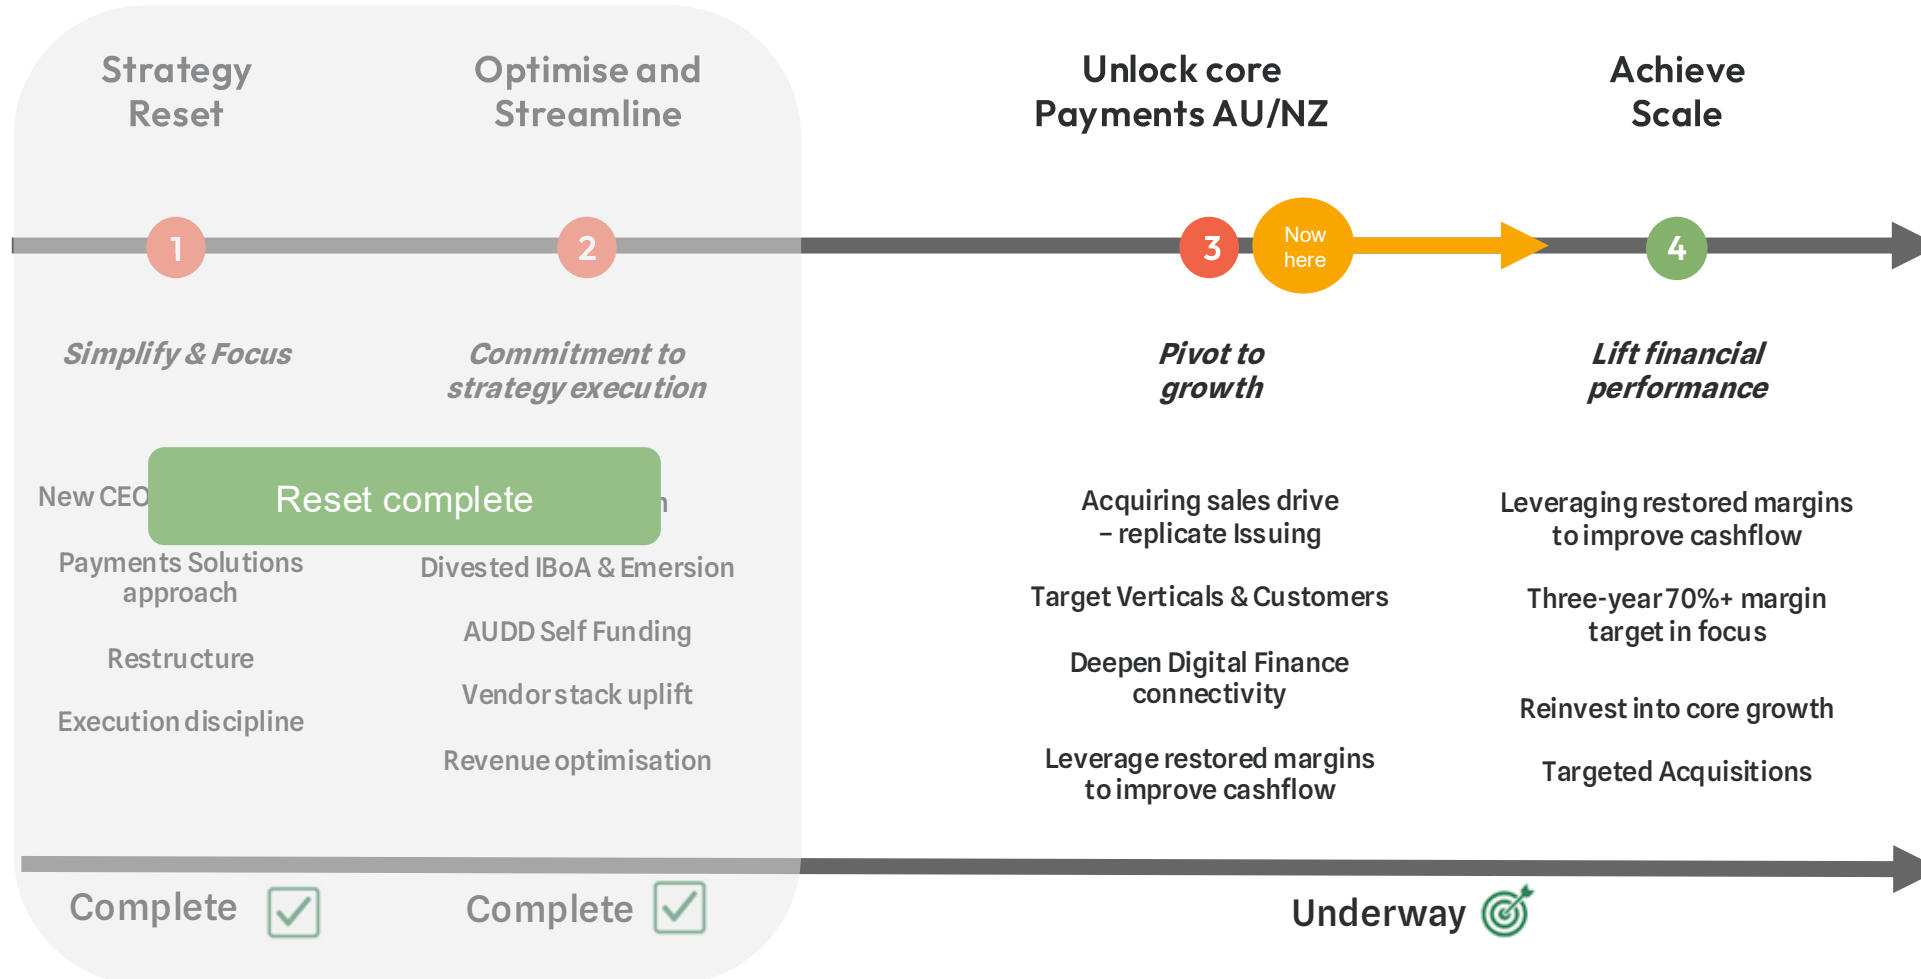 Strategy
Reset
Optimise and
Streamline
Unlock core
Payments AU/NZ
Achieve
Scale
1
2
3
Now
here
4
Simplify & Focus
Commitment to
strategy execution
Pivot to
growth
Lift financial
performance
New CEO
Reset complete
Payments Solutions
approach
Restructure
Execution discipline
Divested IBoA & Emersion
AUDD Self Funding
Vendor stack uplift
Revenue optimisation
Acquiring sales drive
– replicate Issuing
Target Verticals & Customers
Deepen Digital Finance
connectivity
Leverage restored margins
to improve cashflow
Leveraging restored margins
to improve cashflow
Three-year 70%+ margin
target in focus
Reinvest into core growth
Targeted Acquisitions
Complete
Complete
Underway